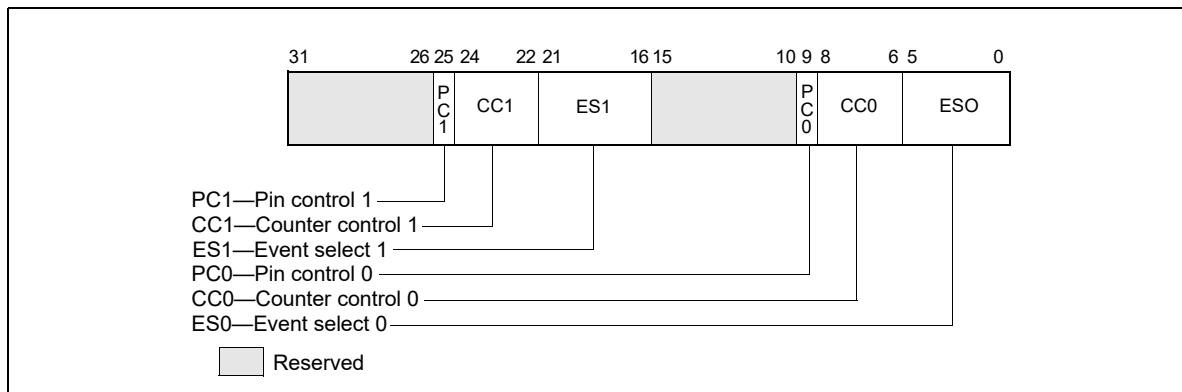 31 26 25 24 22 21 16 15 10 9 8 6 5 0
PC1 CC1 ES1 PC0 CC0 ESO
PC1—Pin control 1
CC1—Counter control 1
ES1—Event select 1
PC0—Pin control 0
CC0—Counter control 0
ES0—Event select 0
Reserved